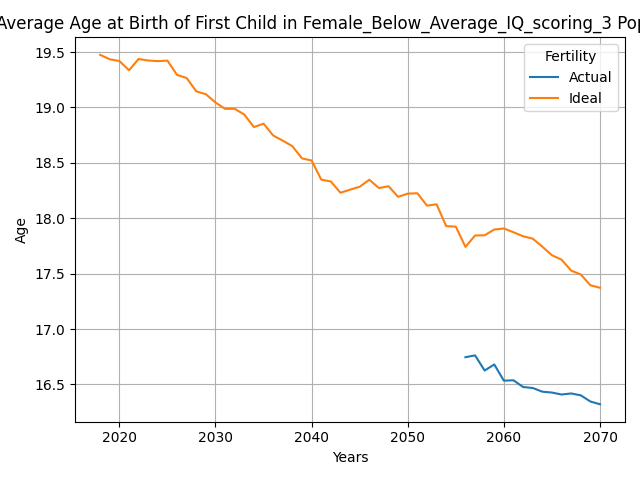 Average Age at Birth of First Child in Female_Below_Average_IQ_scoring_3 Pop
Fertility
Actual
Ideal
19.5
19.0
18.5
18.0
17.5
17.0
16.5
Age
2020 2030 2040 2050 2060 2070
Years